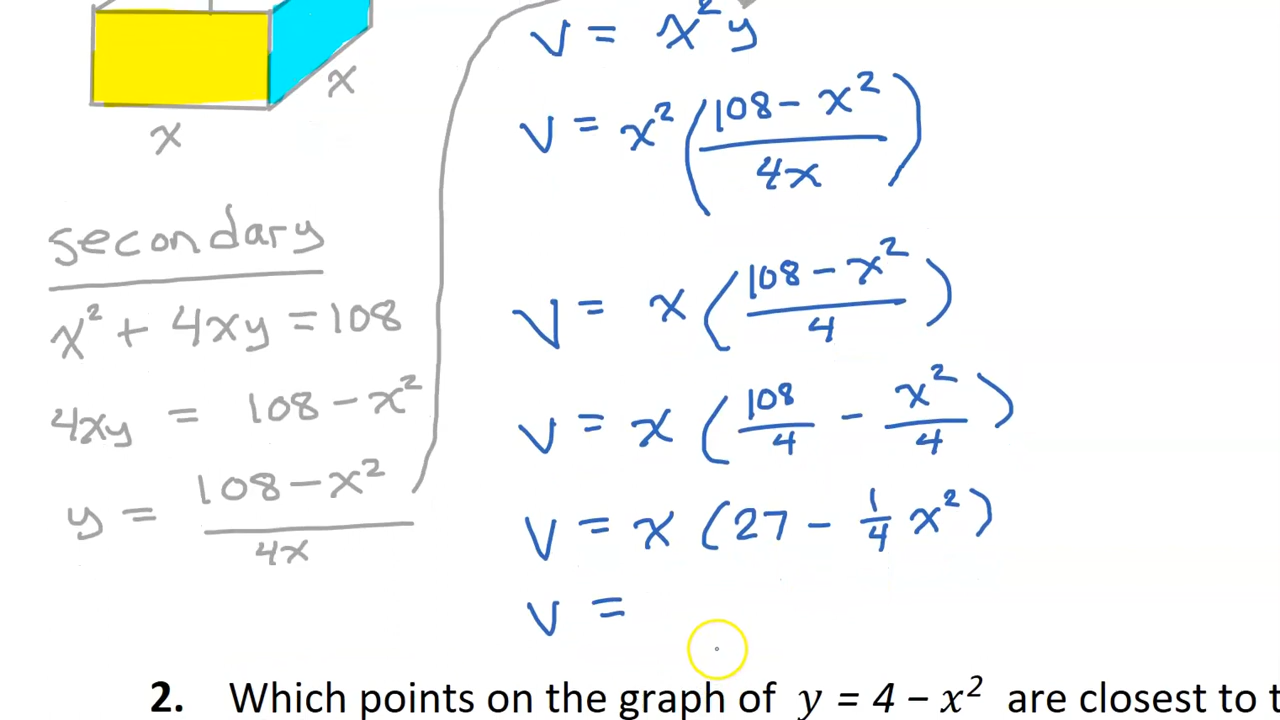 x
x
secondary
x² + 4xy = 108
4xy = 108 – x²
y = (108 – x²)/4x
V = x²y
V = x² ((108 – x²)/4x)
V = x ((108 – x²)/4)
V = x (108/4 – x²/4)
V = x (27 – 1/4 x²)
V =
2. Which points on the graph of y = 4 – x² are closest to t